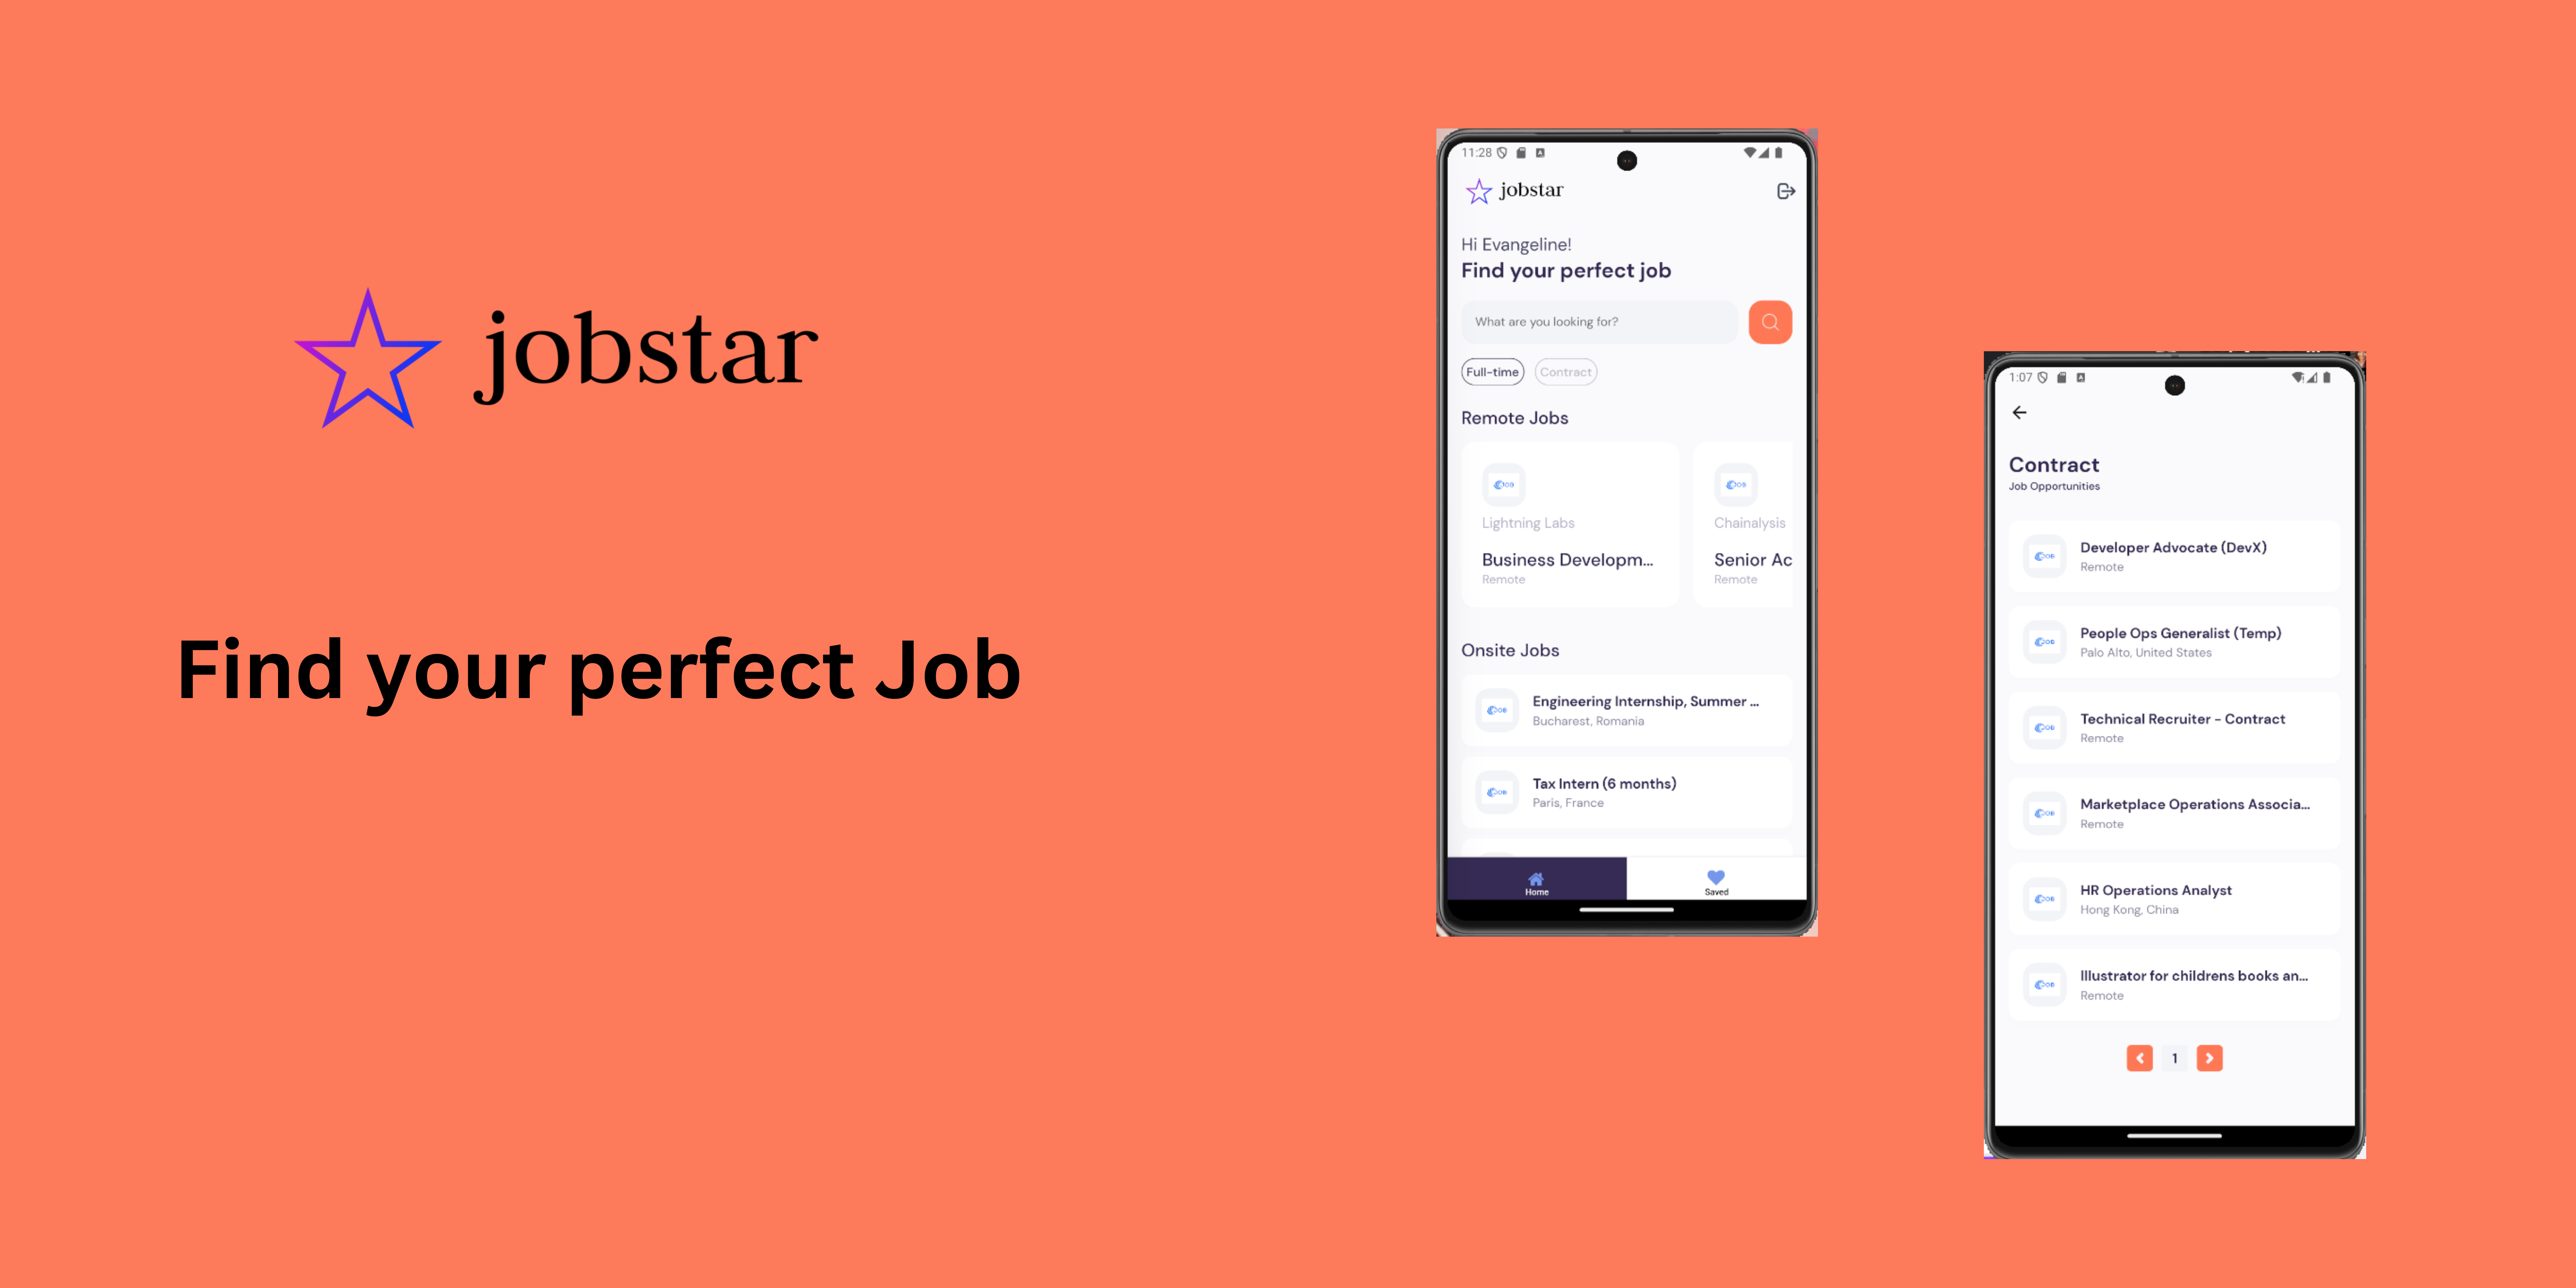 jobstar
Find your perfect Job
11:28
jobstar
Hi Evangeline!
Find your perfect job
What are you looking for?
Full-time
Contract
Remote Jobs
Lightning Labs
Business Developm...
Remote
Chainalysis
Senior Ac
Remote
Onsite Jobs
Engineering Internship, Summer ...
Bucharest, Romania
Tax Intern (6 months)
Paris, France
Home
Saved
1:07
Contract
Job Opportunities
Developer Advocate (DevX)
Remote
People Ops Generalist (Temp)
Palo Alto, United States
Technical Recruiter - Contract
Remote
Marketplace Operations Associa...
Remote
HR Operations Analyst
Hong Kong, China
Illustrator for childrens books an...
Remote
1